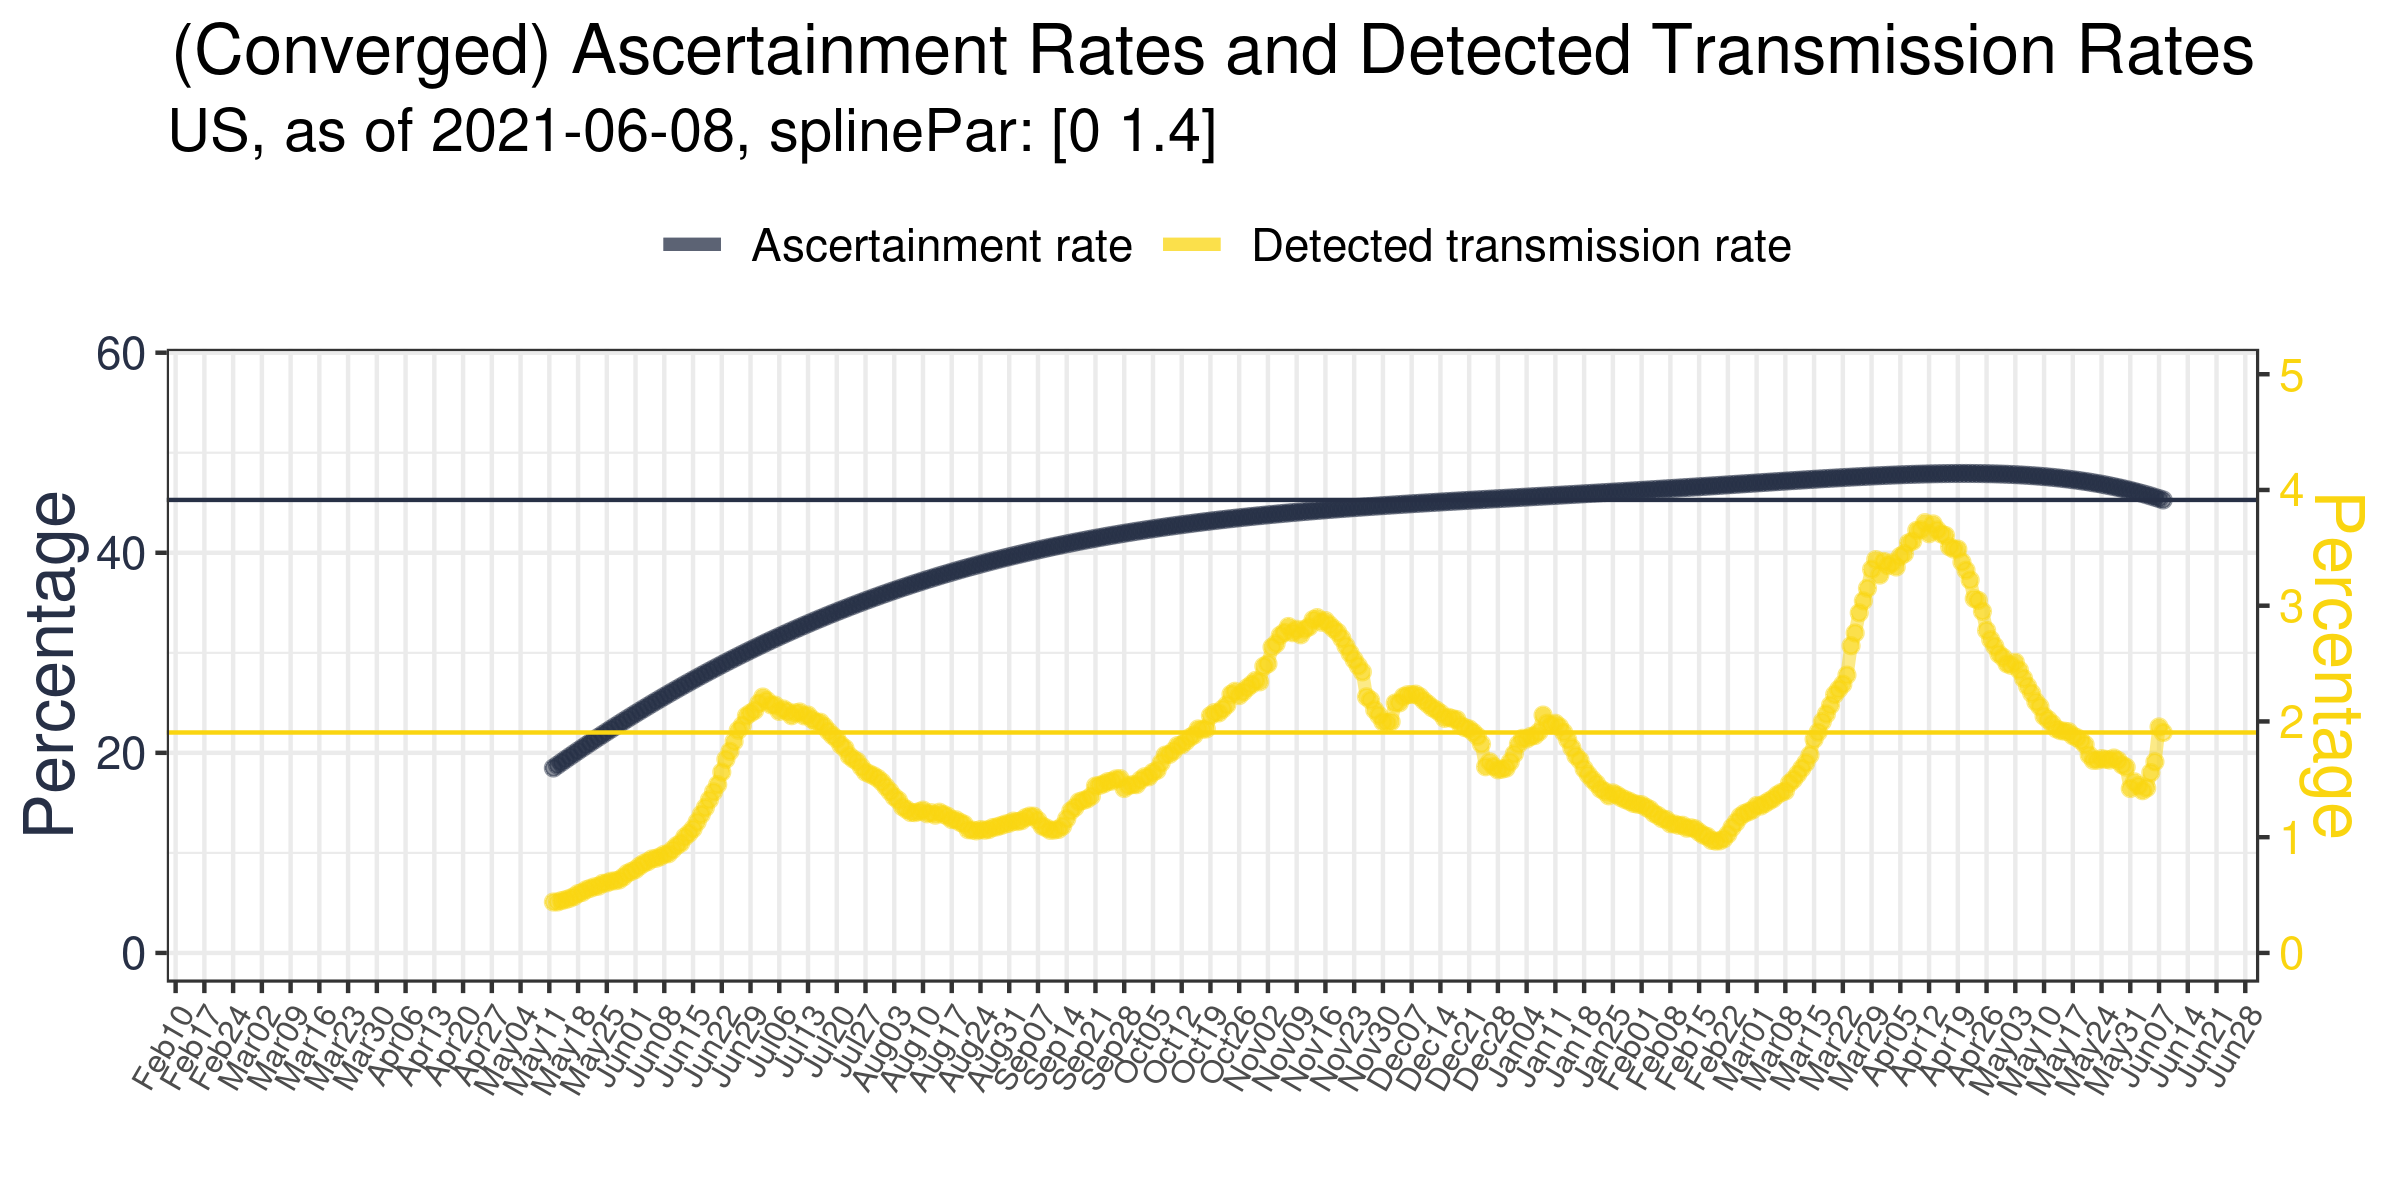 (Converged) Ascertainment Rates and Detected Transmission Rates
US, as of 2021-06-08, splinePar: [0 1.4]
Ascertainment rate
Detected transmission rate
Percentage
60
40
20
0
5
4
3
2
1
0
Percentage
Feb10
Feb17
Feb24
Mar02
Mar09
Mar16
Mar23
Mar30
Apr06
Apr13
Apr20
Apr27
May04
May11
May18
May25
Jun01
Jun08
Jun15
Jun22
Jun29
Jul06
Jul13
Jul20
Jul27
Aug03
Aug10
Aug17
Aug24
Aug31
Sep07
Sep14
Sep21
Sep28
Oct05
Oct12
Oct19
Oct26
Nov02
Nov09
Nov16
Nov23
Nov30
Dec07
Dec14
Dec21
Dec28
Jan04
Jan11
Jan18
Jan25
Feb01
Feb08
Feb15
Feb22
Mar01
Mar08
Mar15
Mar22
Mar29
Apr05
Apr12
Apr19
Apr26
May03
May10
May17
May24
May31
Jun07
Jun14
Jun21
Jun28